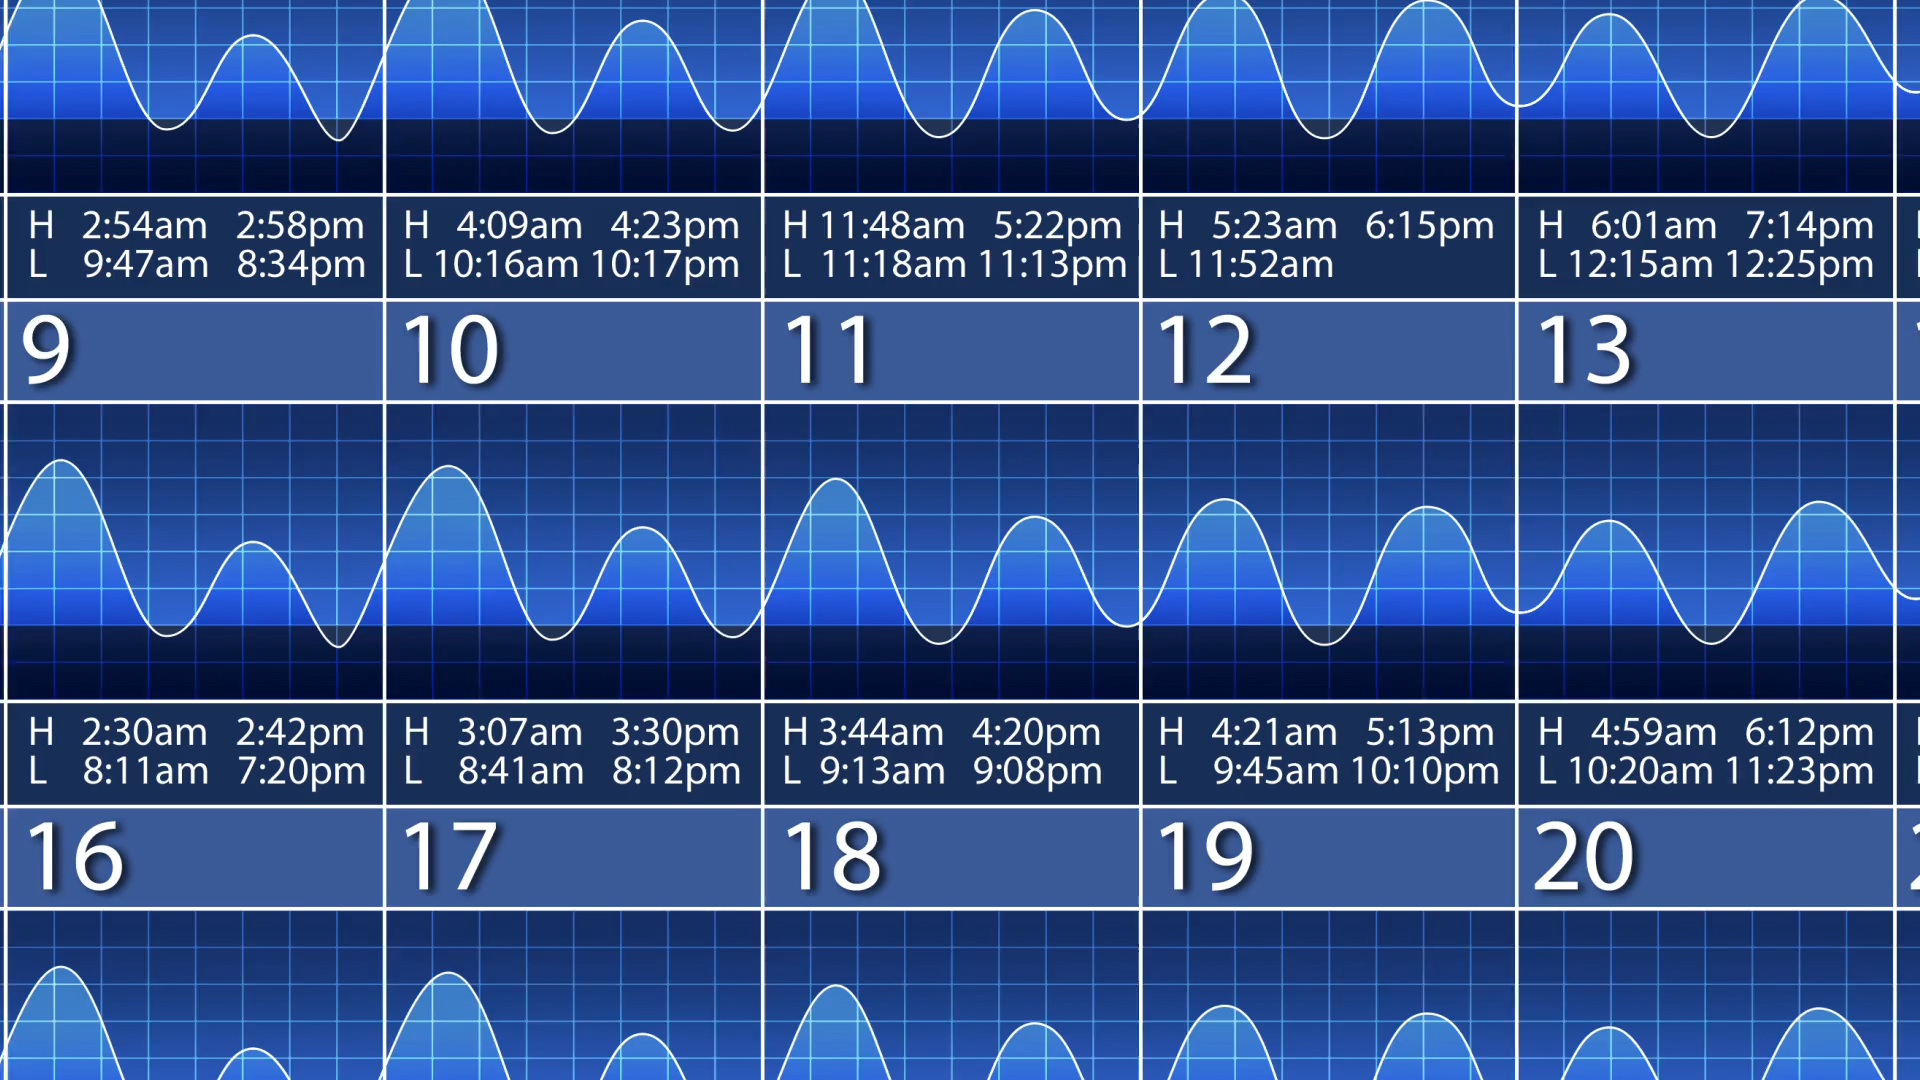 H 2:54am 2:58pm
L 9:47am 8:34pm
H 4:09am 4:23pm
L 10:16am 10:17pm
H 11:48am 5:22pm
L 11:18am 11:13pm
H 5:23am 6:15pm
L 11:52am
H 6:01am 7:14pm
L 12:15am 12:25pm
9
10
11
12
13
H 2:30am 2:42pm
L 8:11am 7:20pm
H 3:07am 3:30pm
L 8:41am 8:12pm
H 3:44am 4:20pm
L 9:13am 9:08pm
H 4:21am 5:13pm
L 9:45am 10:10pm
H 4:59am 6:12pm
L 10:20am 11:23pm
16
17
18
19
20